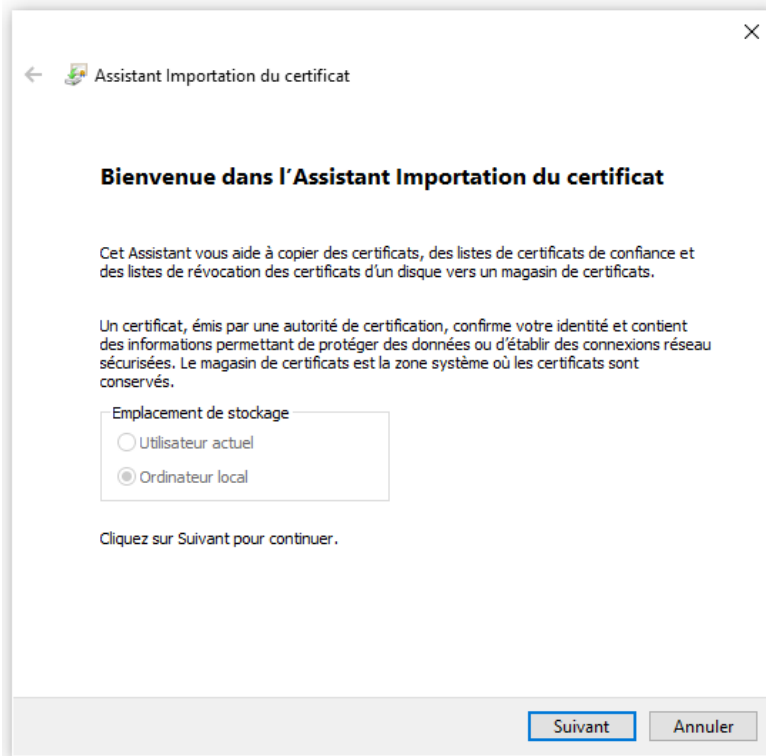 Assistant Importation du certificat
Bienvenue dans l’Assistant Importation du certificat
Cet Assistant vous aide à copier des certificats, des listes de certificats de confiance et
des listes de révocation des certificats d’un disque vers un magasin de certificats.
Un certificat, émis par une autorité de certification, confirme votre identité et contient
des informations permettant de protéger des données ou d’établir des connexions réseau
sécurisées. Le magasin de certificats est la zone système où les certificats sont
conservés.
Emplacement de stockage
Utilisateur actuel
Ordinateur local
Cliquez sur Suivant pour continuer.
Suivant
Annuler